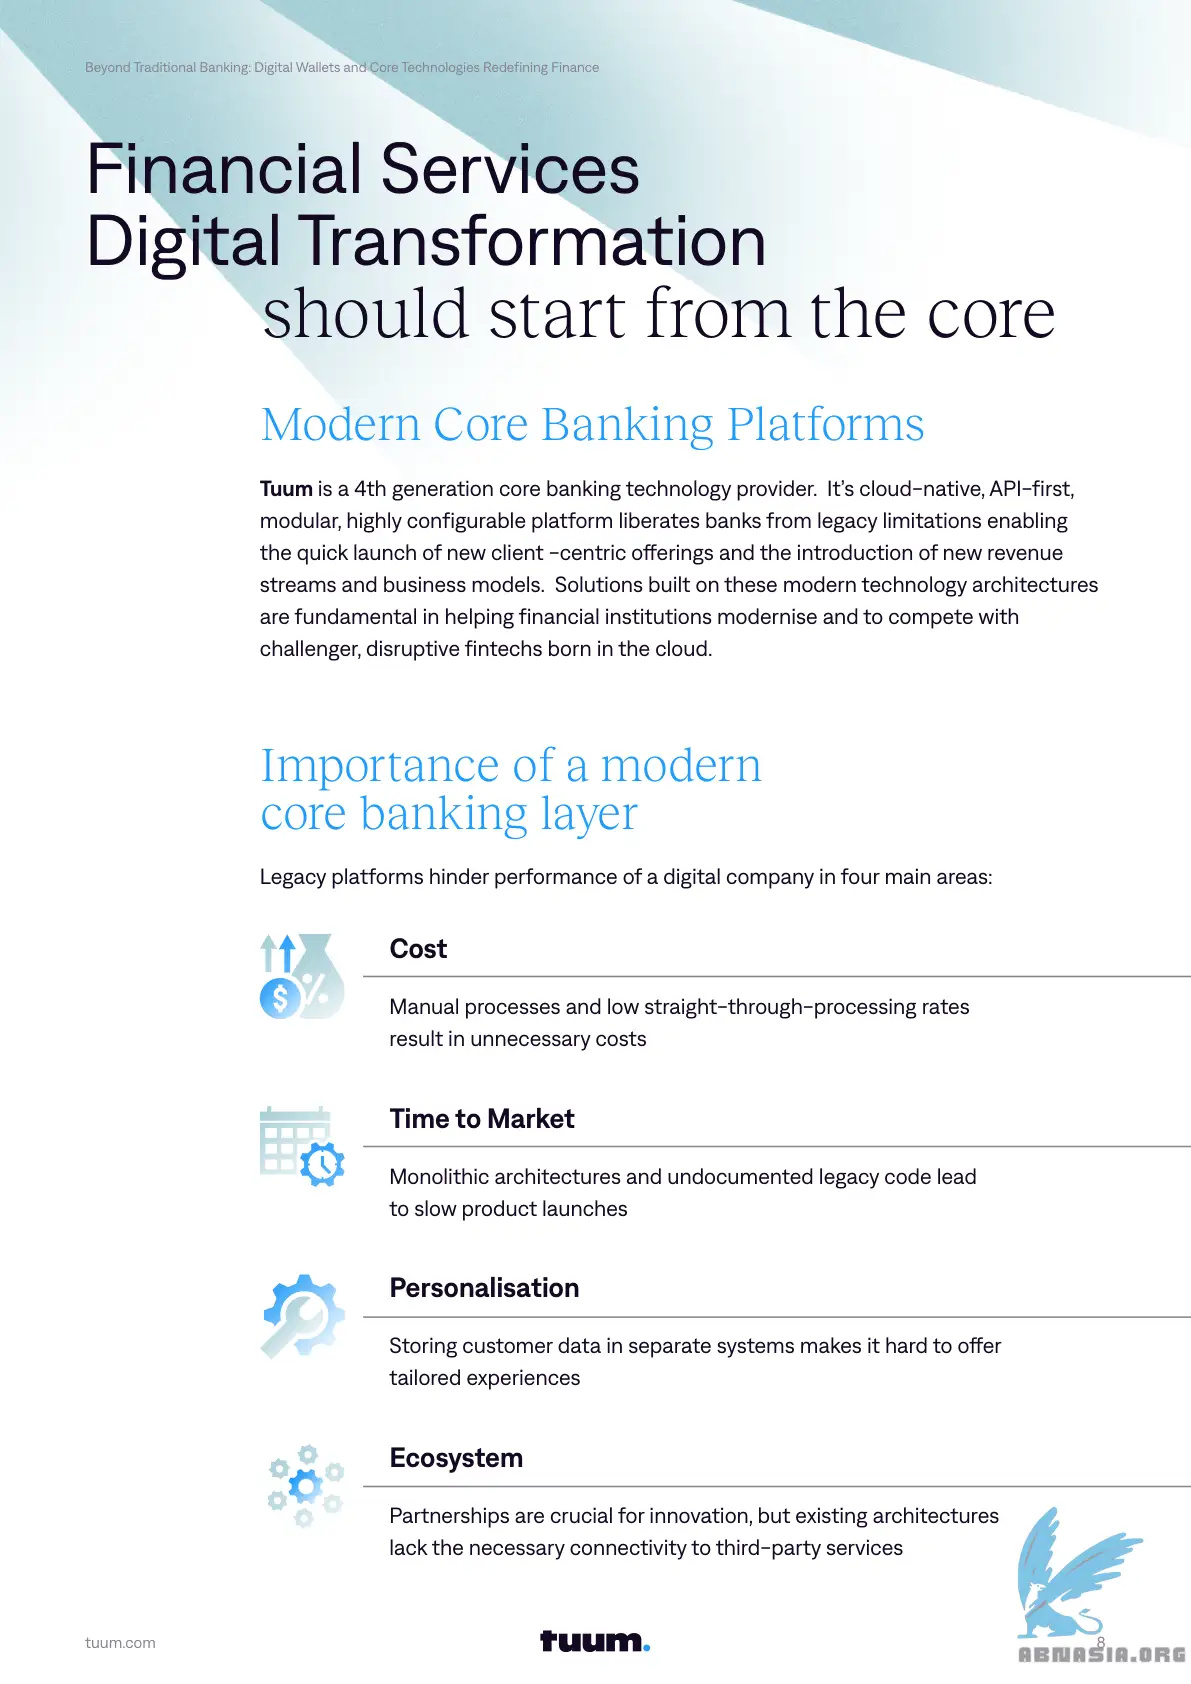 Beyond Traditional Banking: Digital Wallets and Core Technologies Redefining Finance
Financial Services
Digital Transformation
should start from the core
Modern Core Banking Platforms
Tuum is a 4th generation core banking technology provider.  It's cloud-native, API-first,
modular, highly configurable platform liberates banks from legacy limitations enabling
the quick launch of new client -centric offerings and the introduction of new revenue
streams and business models.  Solutions built on these modern technology architectures
are fundamental in helping financial institutions modernise and to compete with
challenger, disruptive fintechs born in the cloud.
Importance of a modern
core banking layer
Legacy platforms hinder performance of a digital company in four main areas:
Cost
Manual processes and low straight-through-processing rates
result in unnecessary costs
Time to Market
Monolithic architectures and undocumented legacy code lead
to slow product launches
Personalisation
Storing customer data in separate systems makes it hard to offer
tailored experiences
Ecosystem
Partnerships are crucial for innovation, but existing architectures
lack the necessary connectivity to third-party services
tuum.com
tuum.
8
ABNASIA.ORG